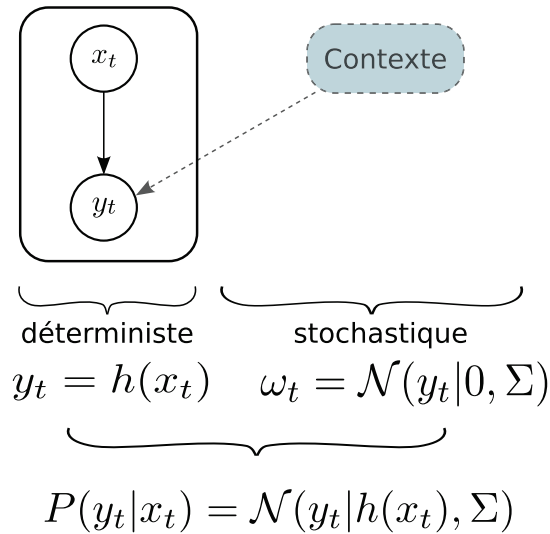 x_t
Contexte
y_t
déterministe stochastique
y_t = h(x_t) ω_t = 𝒩(y_t|0, Σ)
P(y_t|x_t) = 𝒩(y_t|h(x_t), Σ)